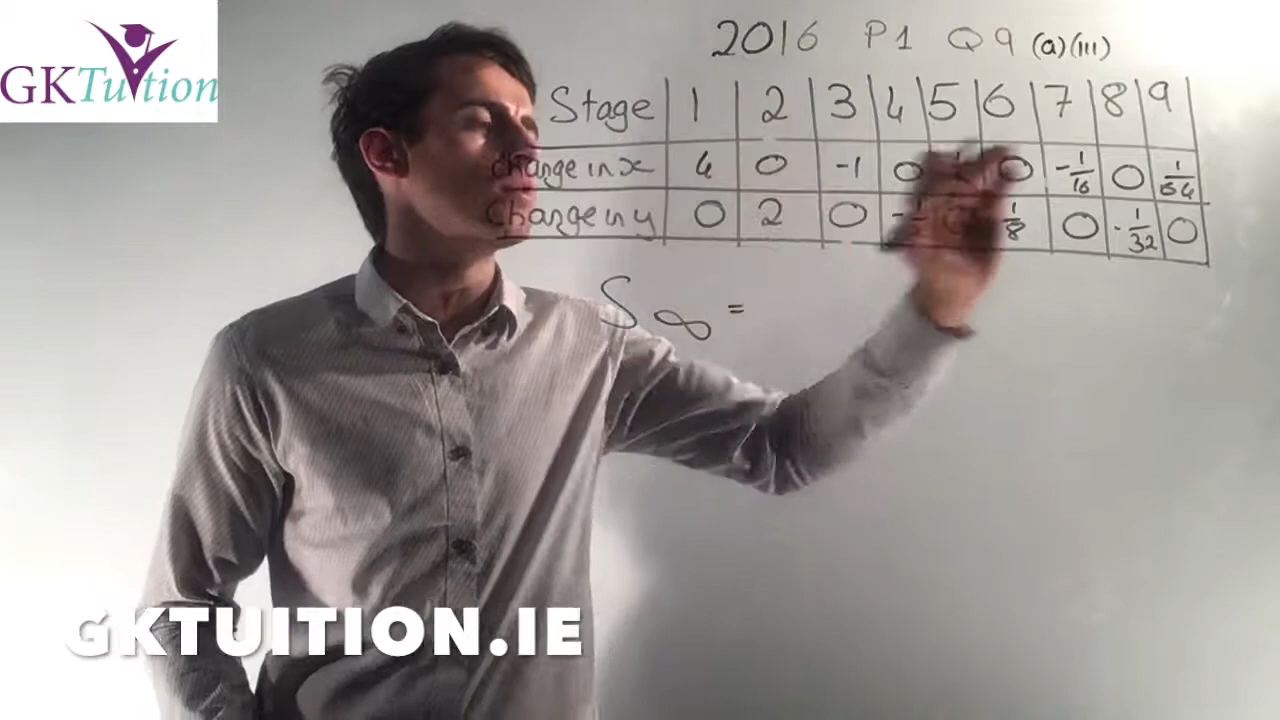 GKTuition
2016 P1 Q9 (a)(iii)
Stage 1 2 3 4 5 6 7 8 9
Change in x 4 0 -1 0 0 -1/16 0 1/64
Change in y 0 2 0 1/8 0 -1/32 0
S∞ =
GKTUITION.IE